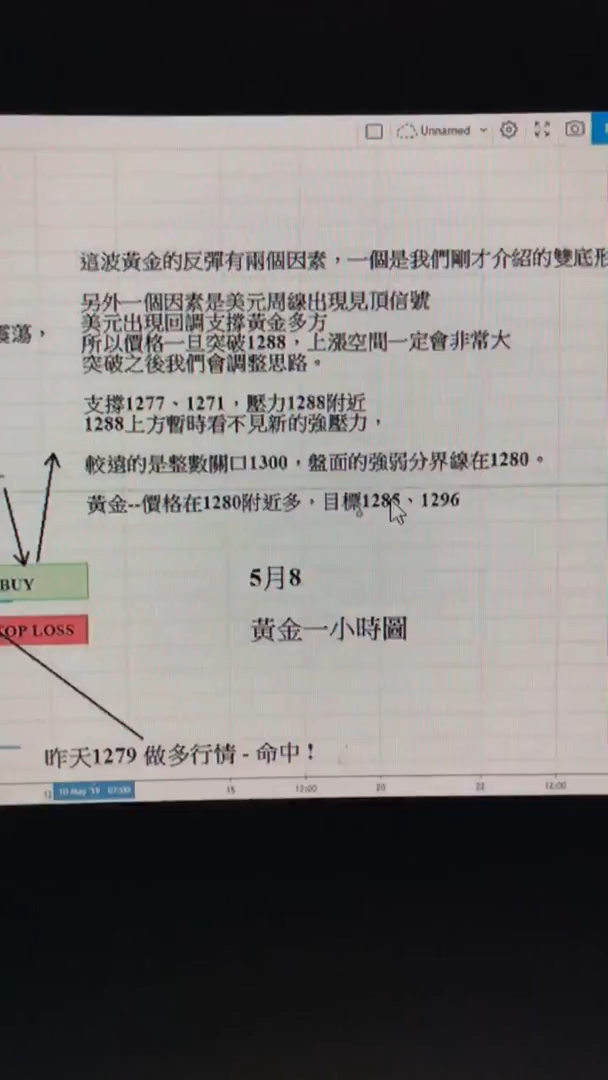 Unnamed
這波黃金的反彈有兩個因素，一個是我們剛才介紹的雙底形
另外一個因素是美元周線出現見頂信號
美元出現回調支撐黃金多方
震蕩，
所以價格一旦突破1288，上漲空間一定會非常大
突破之後我們會調整思路。
支撐1277、1271，壓力1288附近
1288上方暫時看不見新的強壓力，
較遠的是整數關口1300，盤面的強弱分界線在1280。
黃金--價格在1280附近多，目標1285、1296
BUY
5月8
OP LOSS
黃金一小時圖
昨天1279 做多行情 - 命中！
12 10 May '19 07:00 15 12:00 20 22 12:00